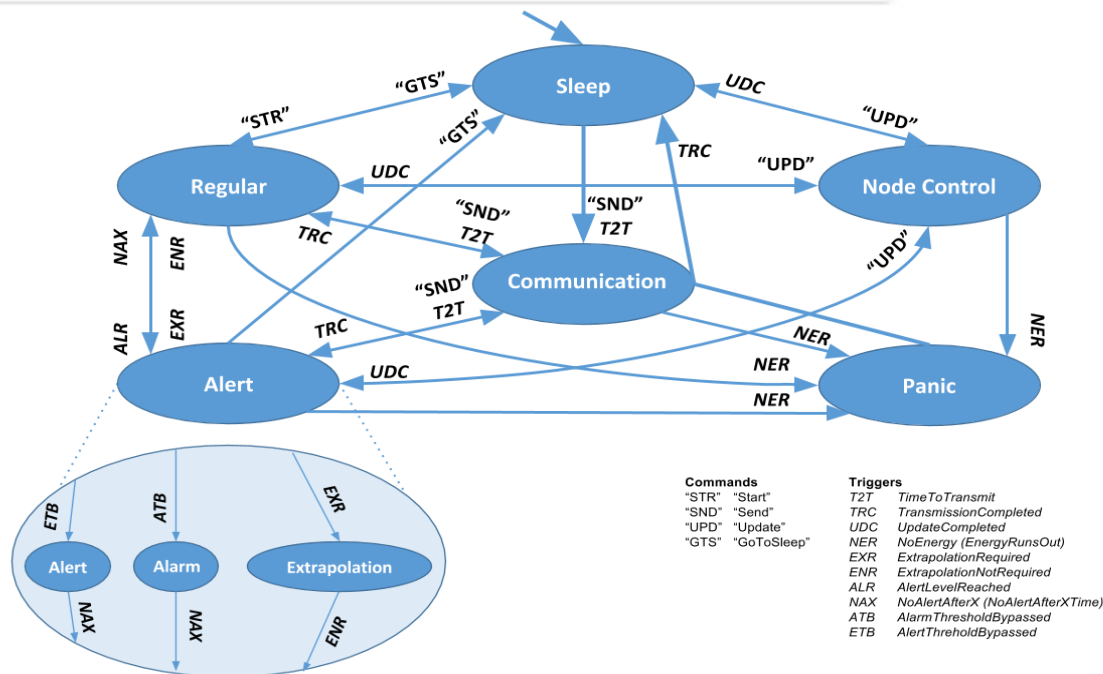 Sleep
"GTS"
UDC
"STR"
"GTS"
"UPD"
TRC
Regular
UDC
"UPD"
Node Control
"SND"
"SND"
TRC
T2T
T2T
"UPD"
NAX
ENR
Communication
"SND"
T2T
ALR
EXR
TRC
NER
NER
UDC
NER
Alert
Panic
NER
ETB
ATB
EXR
Alert
Alarm
Extrapolation
NAX
NAX
ENR
Commands
"STR" "Start"
"SND" "Send"
"UPD" "Update"
"GTS" "GoToSleep"
Triggers
T2T TimeToTransmit
TRC TransmissionCompleted
UDC UpdateCompleted
NER NoEnergy (EnergyRunsOut)
EXR ExtrapolationRequired
ENR ExtrapolationNotRequired
ALR AlertLevelReached
NAX NoAlertAfterX (NoAlertAfterXTime)
ATB AlarmThresholdBypassed
ETB AlertThreholdBypassed